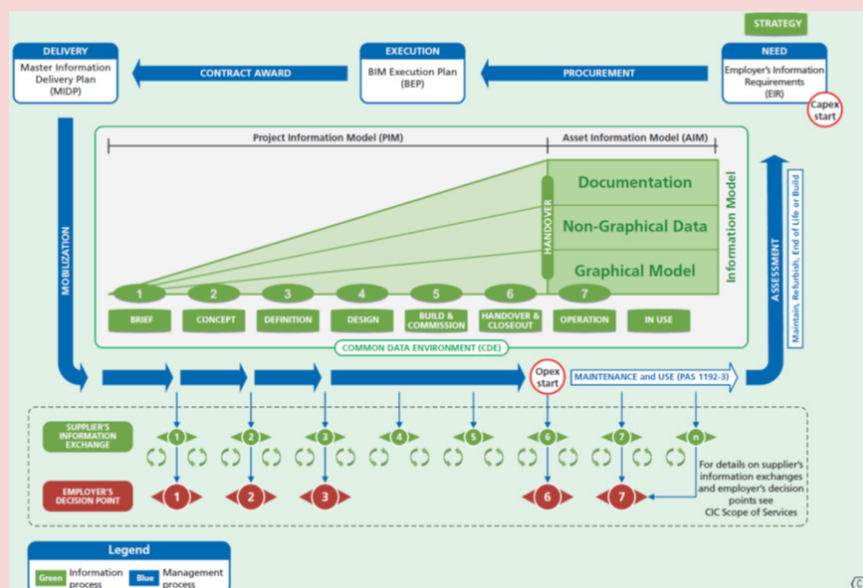 STRATEGY
DELIVERY
Master Information
Delivery Plan
(MIDP)
CONTRACT AWARD
EXECUTION
BIM Execution Plan
(BEP)
PROCUREMENT
NEED
Employer's Information
Requirements
(EIR)
Capex
start
Project Information Model (PIM)
Asset Information Model (AIM)
Documentation
Non-Graphical Data
Graphical Model
HANDOVER
Information Model
MOBILIZATION
ASSESSMENT
Maintain, Refurbish, End of Life or Build
1 2 3 4 5 6 7
BRIEF
CONCEPT
DEFINITION
DESIGN
BUILD &
COMMISSION
HANDOVER &
CLOSEOUT
OPERATION
IN USE
COMMON DATA ENVIRONMENT (CDE)
Opex
start
MAINTENANCE and USE (PAS 1192-3)
SUPPLIER'S
INFORMATION
EXCHANGE
1 2 3 4 5 6 7 n
EMPLOYER'S
DECISION POINT
1 2 3 6 7
For details on supplier's
information exchanges
and employer's decision
points see
CIC Scope of Services
Legend
Green Information
process
Blue Management
process